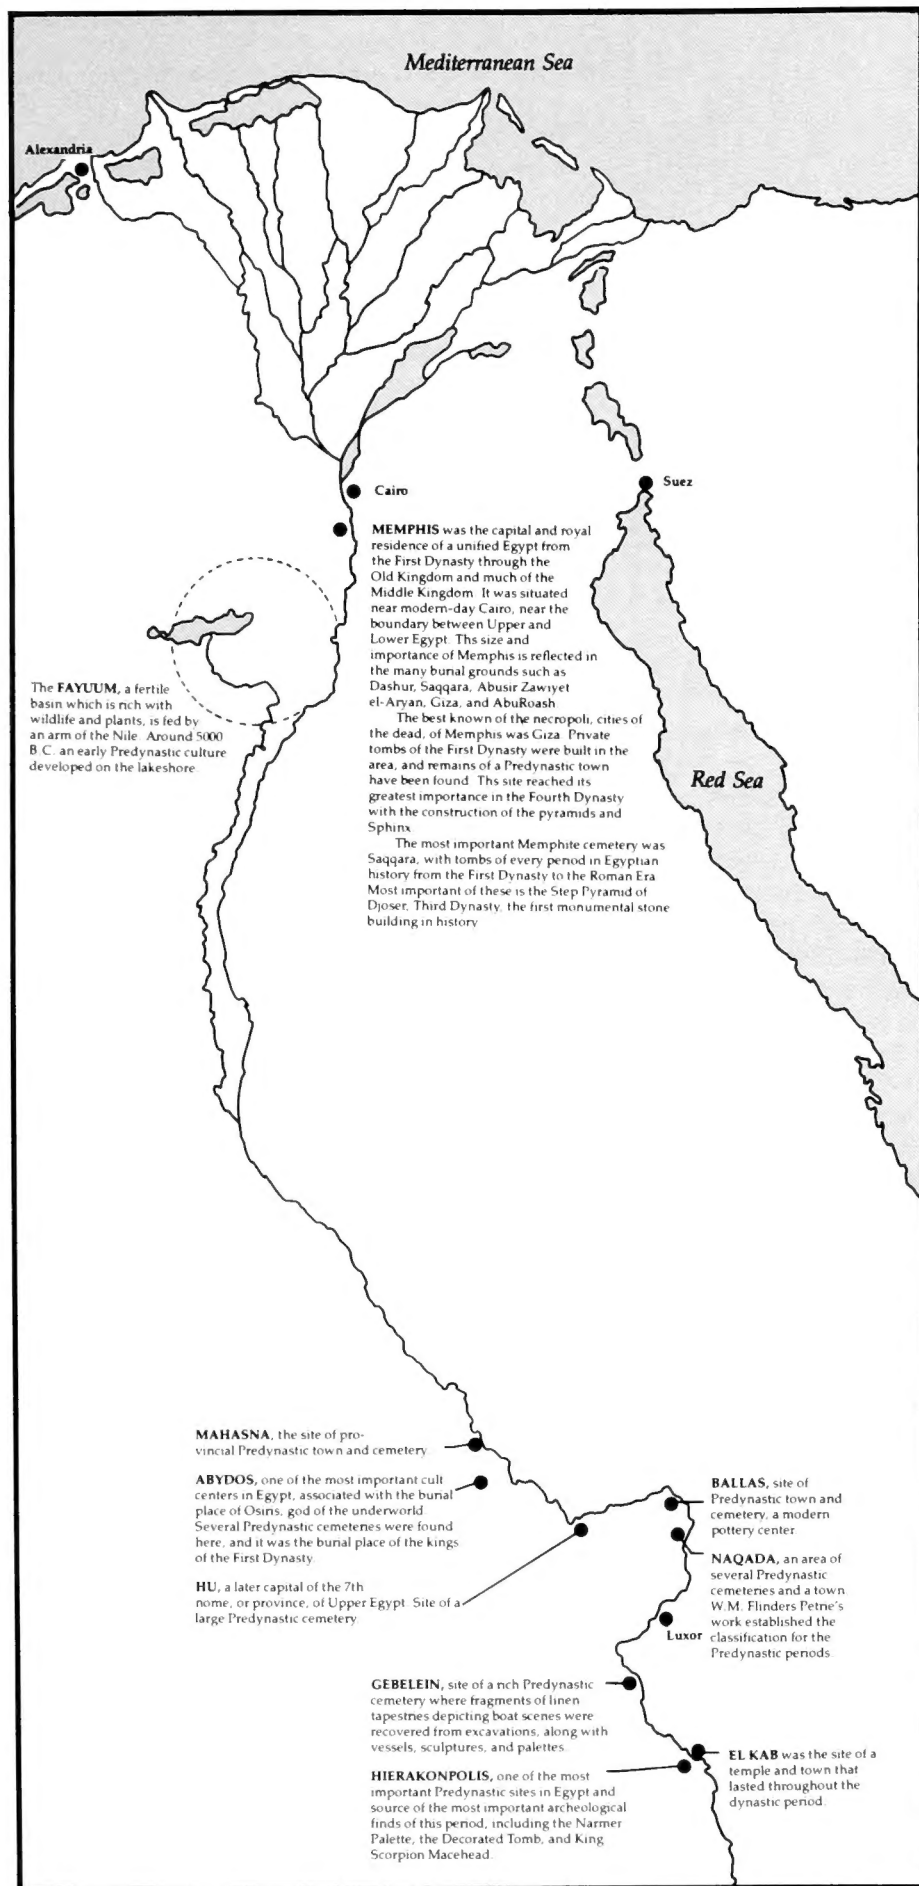 Mediterranean Sea
Alexandria
Cairo
Suez
MEMPHIS was the capital and royal
residence of a unified Egypt from
the First Dynasty through the
Old Kingdom and much of the
Middle Kingdom. It was situated
near modern-day Cairo, near the
boundary between Upper and
Lower Egypt. Ths size and
importance of Memphis is reflected in
the many burial grounds such as
Dashur, Saqqara, Abusir Zawiyet
el-Aryan, Giza, and AbuRoash
The best known of the necropoli, cities of
the dead, of Memphis was Giza. Private
tombs of the First Dynasty were built in the
area, and remains of a Predynastic town
have been found. Ths site reached its
greatest importance in the Fourth Dynasty
with the construction of the pyramids and
Sphinx
The most important Memphite cemetery was
Saqqara, with tombs of every period in Egyptian
history from the First Dynasty to the Roman Era
Most important of these is the Step Pyramid of
Djoser, Third Dynasty, the first monumental stone
building in history
The FAYUUM, a fertile
basin which is rich with
wildlife and plants, is fed by
an arm of the Nile. Around 5000
B.C. an early Predynastic culture
developed on the lakeshore
Red Sea
MAHASNA, the site of pro-
vincial Predynastic town and cemetery
ABYDOS, one of the most important cult
centers in Egypt, associated with the burial
place of Osiris, god of the underworld.
Several Predynastic cemeteries were found
here, and it was the burial place of the kings
of the First Dynasty.
HU, a later capital of the 7th
nome, or province, of Upper Egypt. Site of a
large Predynastic cemetery
BALLAS, site of
Predynastic town and
cemetery, a modern
pottery center
NAQADA, an area of
several Predynastic
cemeteries and a town.
W.M. Flinders Petrie's
work established the
classification for the
Predynastic periods
Luxor
GEBELEIN, site of a rich Predynastic
cemetery where fragments of linen
tapestries depicting boat scenes were
recovered from excavations, along with
vessels, sculptures, and palettes.
HIERAKONPOLIS, one of the most
important Predynastic sites in Egypt and
source of the most important archeological
finds of this period, including the Narmer
Palette, the Decorated Tomb, and King
Scorpion Macehead.
EL KAB was the site of a
temple and town that
lasted throughout the
dynastic period.